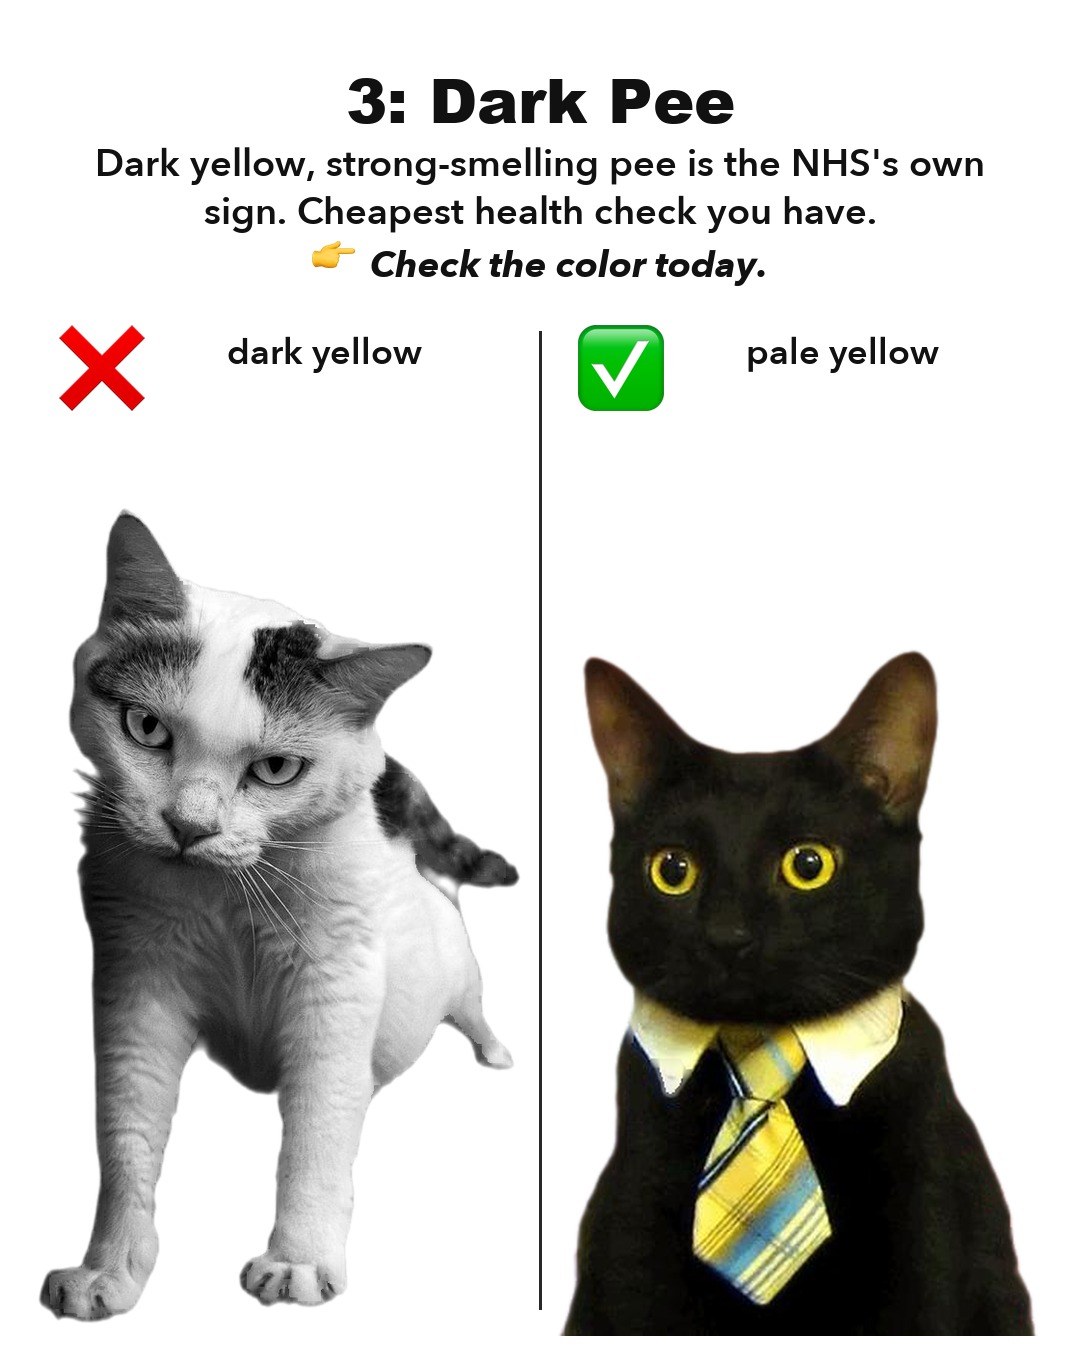 3: Dark Pee
Dark yellow, strong-smelling pee is the NHS's own
sign. Cheapest health check you have.
👉 Check the color today.
❌ dark yellow
✅ pale yellow